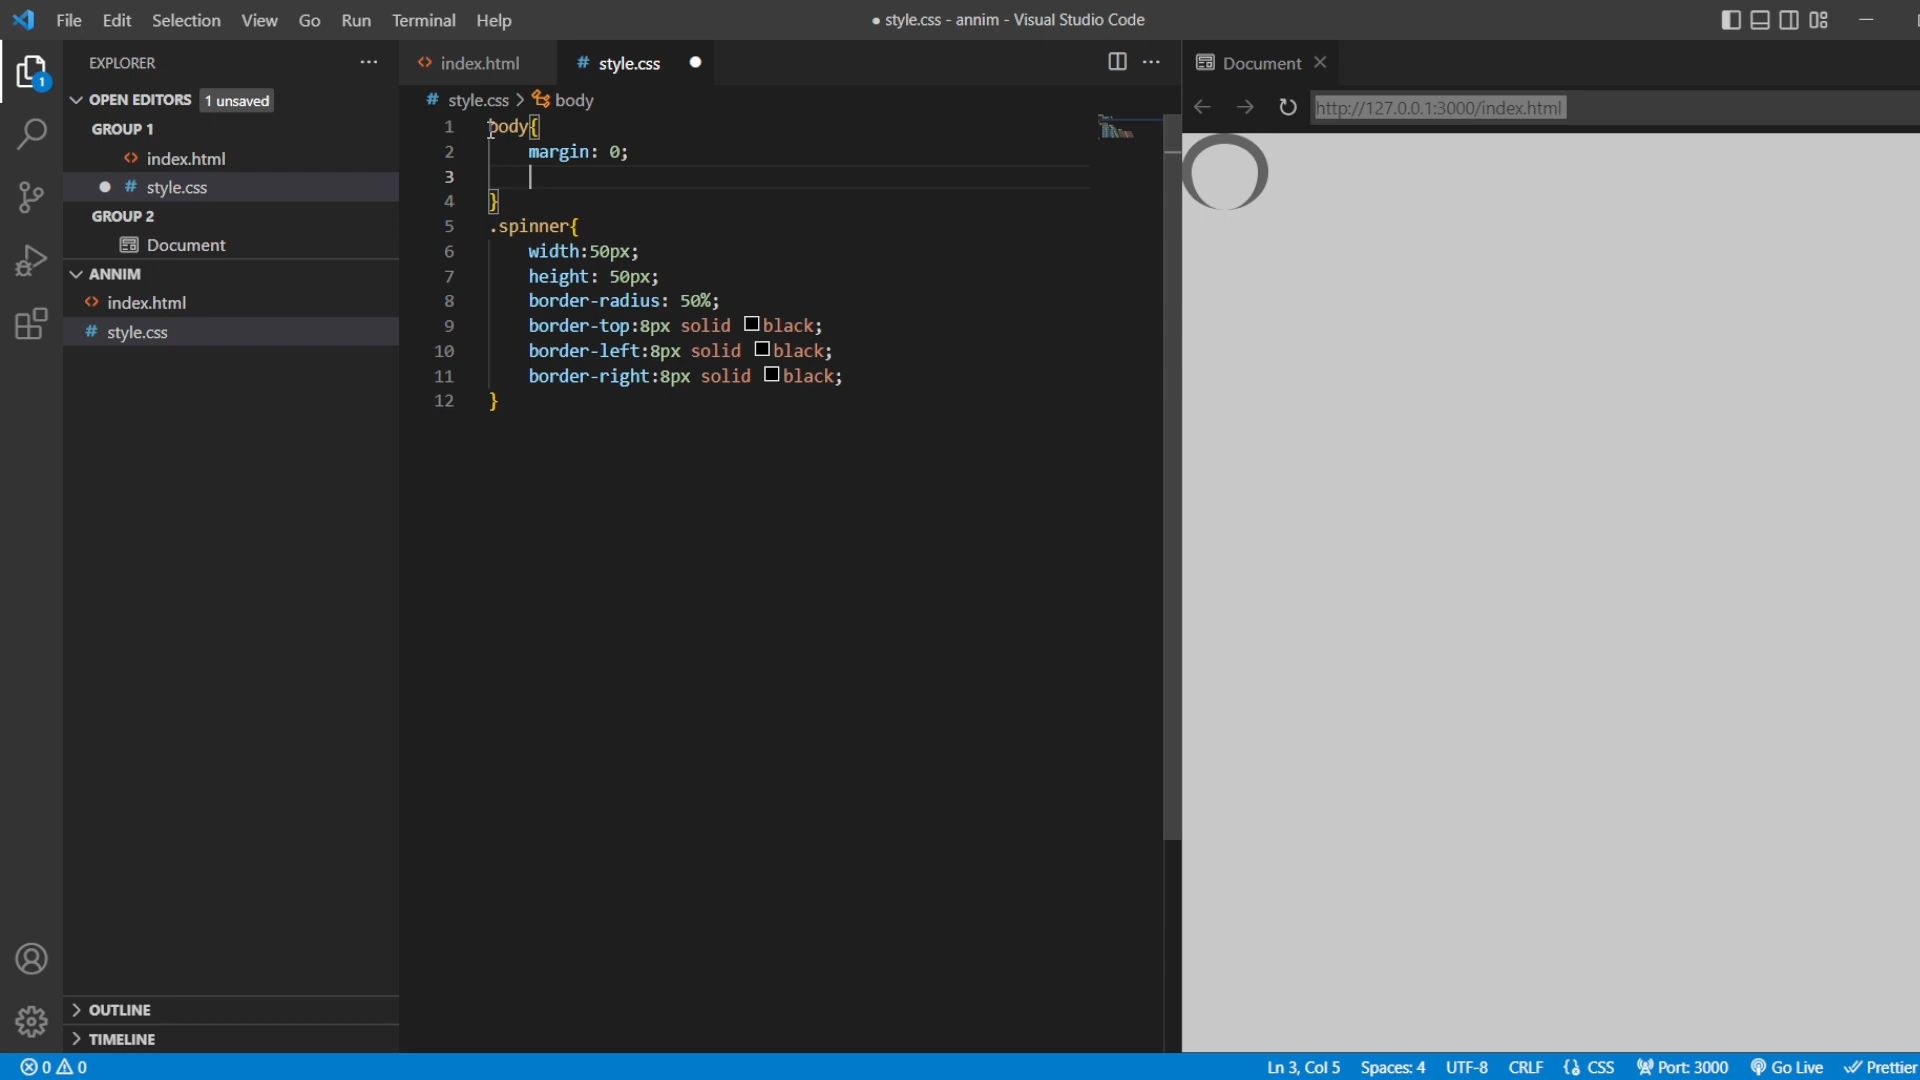 File Edit Selection View Go Run Terminal Help
● style.css - annim - Visual Studio Code
EXPLORER
OPEN EDITORS 1 unsaved
GROUP 1
index.html
style.css
GROUP 2
Document
ANNIM
index.html
style.css
OUTLINE
TIMELINE
1
index.html
style.css
# style.css > body
1 body{
2 margin: 0;
3
4 }
5 .spinner{
6 width:50px;
7 height: 50px;
8 border-radius: 50%;
9 border-top:8px solid black;
10 border-left:8px solid black;
11 border-right:8px solid black;
12 }
Document
http://127.0.0.1:3000/index.html
0 0
Ln 3, Col 5 Spaces: 4 UTF-8 CRLF CSS Port: 3000 Go Live Prettier